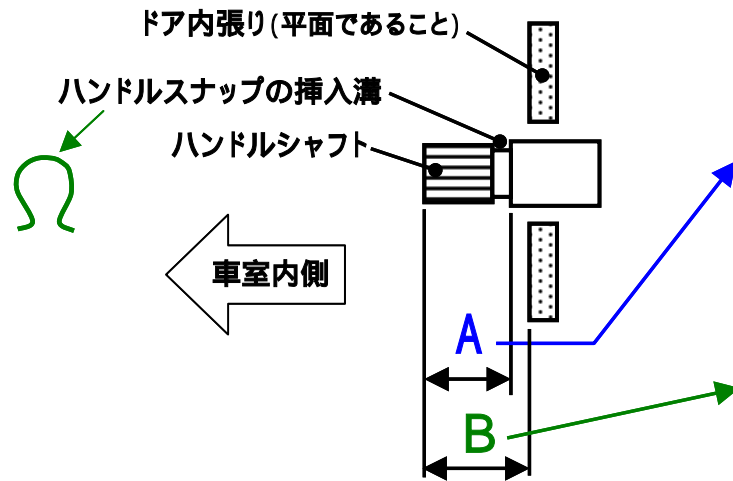 ドア内張り(平面であること)
ハンドルスナップの挿入溝
ハンドルシャフト
車室内側
A
B